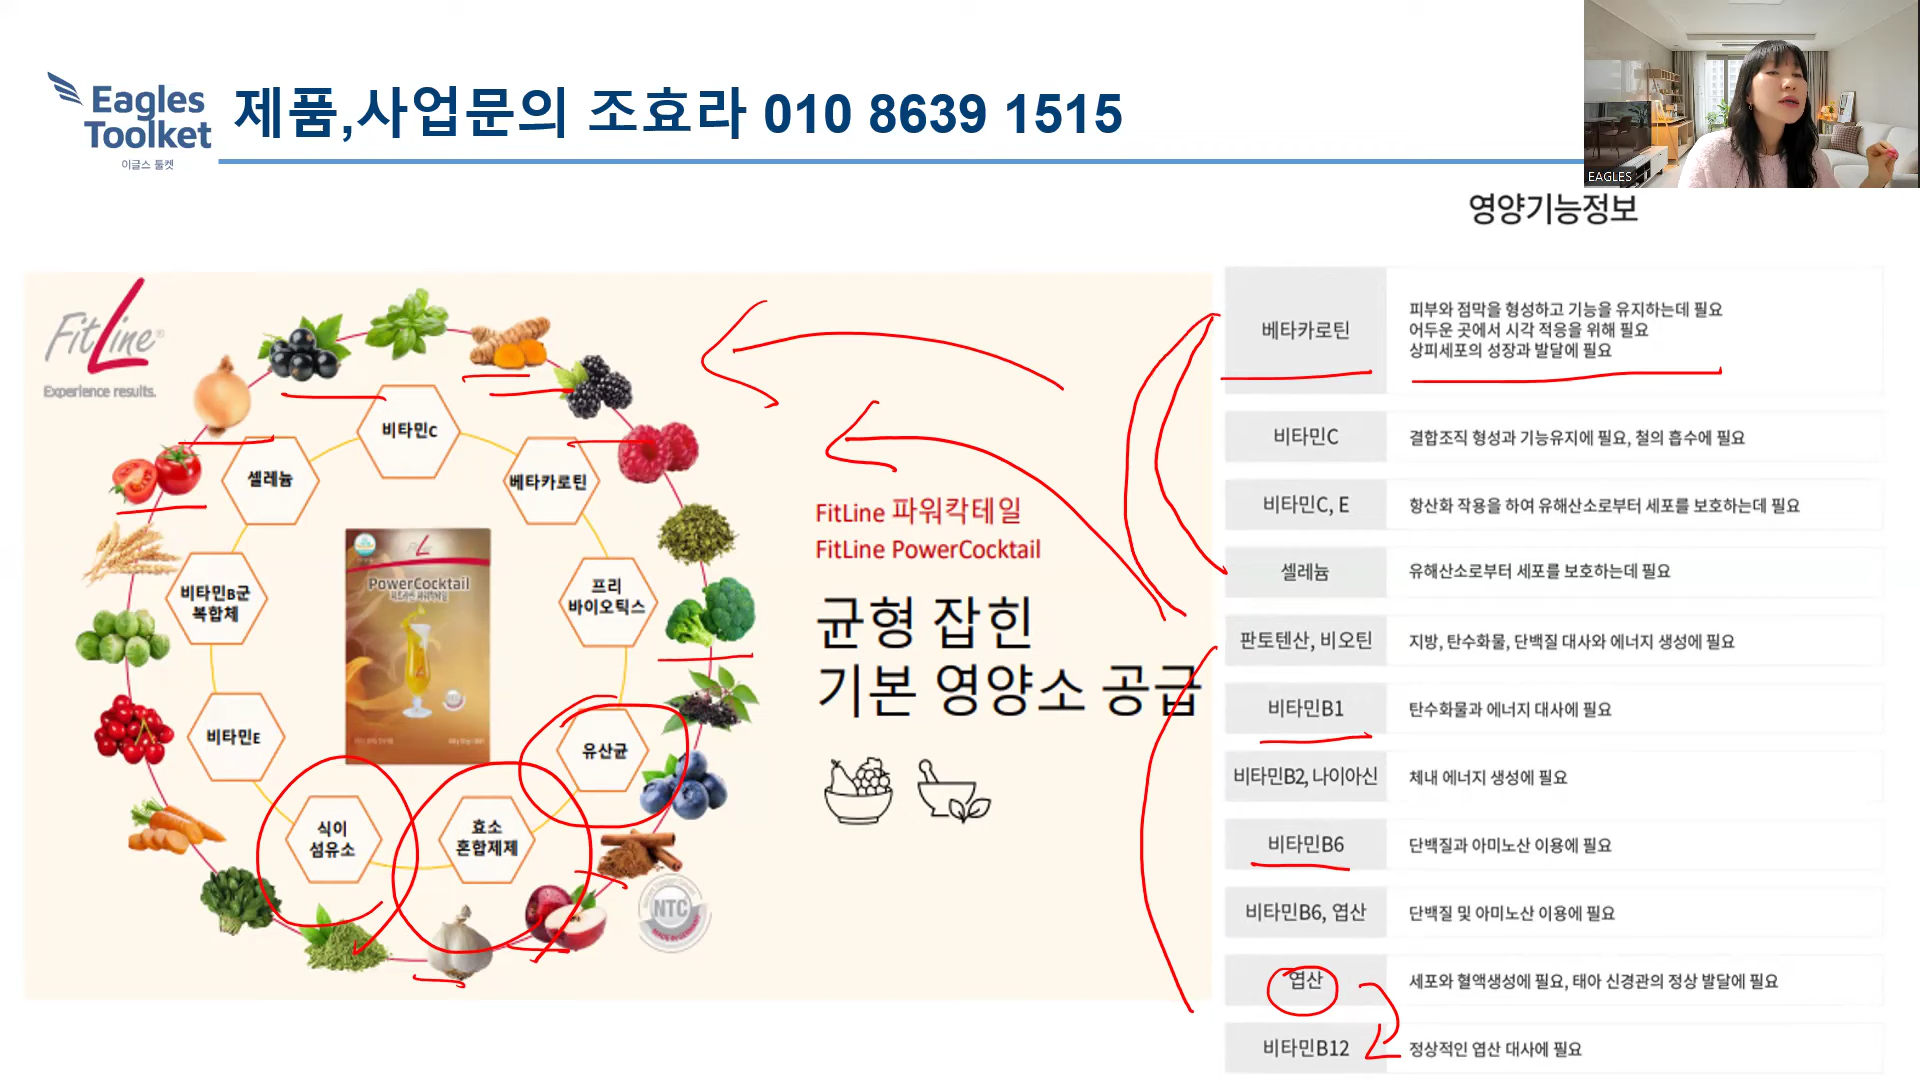 Eagles
Toolket
이글스 툴켓
제품,사업문의 조효라 010 8639 1515
EAGLES
영양기능정보
FitLine®
Experience results.
비타민C
셀레늄
베타카로틴
비타민B군
복합체
프리
바이오틱스
비타민E
유산균
식이
섬유소
효소
혼합제제
FitLine
PowerCocktail
NTC
FitLine 파워칵테일
FitLine PowerCocktail
균형 잡힌
기본 영양소 공급
베타카로틴
피부와 점막을 형성하고 기능을 유지하는데 필요
어두운 곳에서 시각 적응을 위해 필요
상피세포의 성장과 발달에 필요
비타민C
결합조직 형성과 기능유지에 필요, 철의 흡수에 필요
비타민C, E
항산화 작용을 하여 유해산소로부터 세포를 보호하는데 필요
셀레늄
유해산소로부터 세포를 보호하는데 필요
판토텐산, 비오틴
지방, 탄수화물, 단백질 대사와 에너지 생성에 필요
비타민B1
탄수화물과 에너지 대사에 필요
비타민B2, 나이아신
체내 에너지 생성에 필요
비타민B6
단백질과 아미노산 이용에 필요
비타민B6, 엽산
단백질 및 아미노산 이용에 필요
엽산
세포와 혈액생성에 필요, 태아 신경관의 정상 발달에 필요
비타민B12
정상적인 엽산 대사에 필요